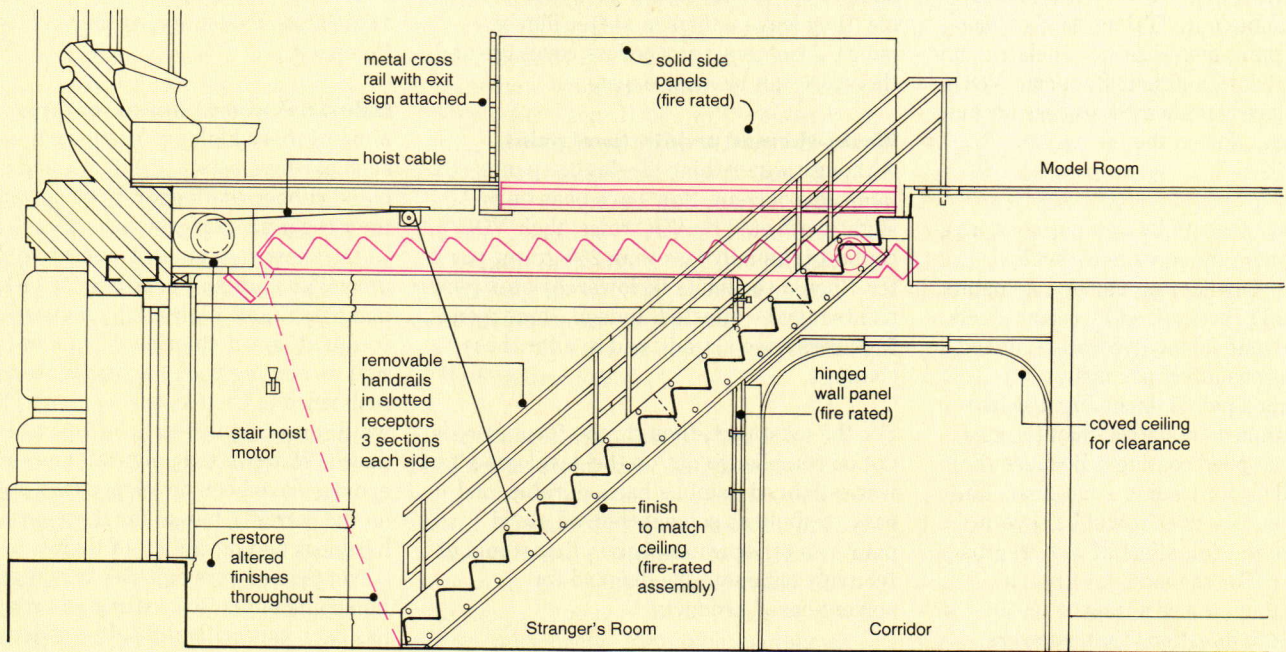 metal cross
rail with exit
sign attached
solid side
panels
(fire rated)
hoist cable
Model Room
removable
handrails
in slotted
receptors
3 sections
each side
hinged
wall panel
(fire rated)
stair hoist
motor
coved ceiling
for clearance
finish
to match
ceiling
(fire-rated
assembly)
restore
altered
finishes
throughout
Stranger's Room
Corridor